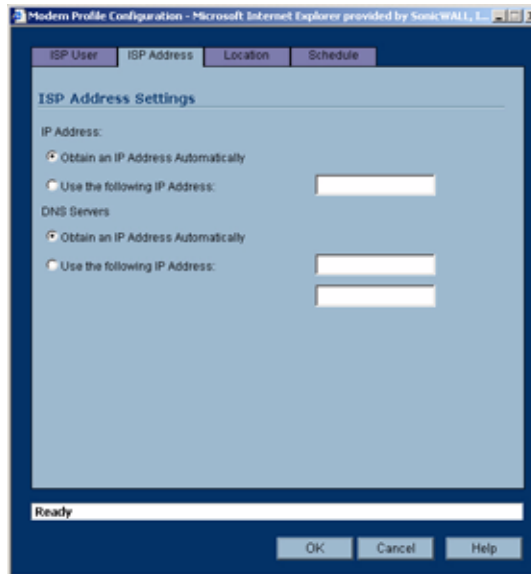 Modem Profile Configuration - Microsoft Internet Explorer provided by SonicWALL, I...
ISP User ISP Address Location Schedule
ISP Address Settings
IP Address:
Obtain an IP Address Automatically
Use the following IP Address:
DNS Servers
Obtain an IP Address Automatically
Use the following IP Address:
Ready
OK Cancel Help